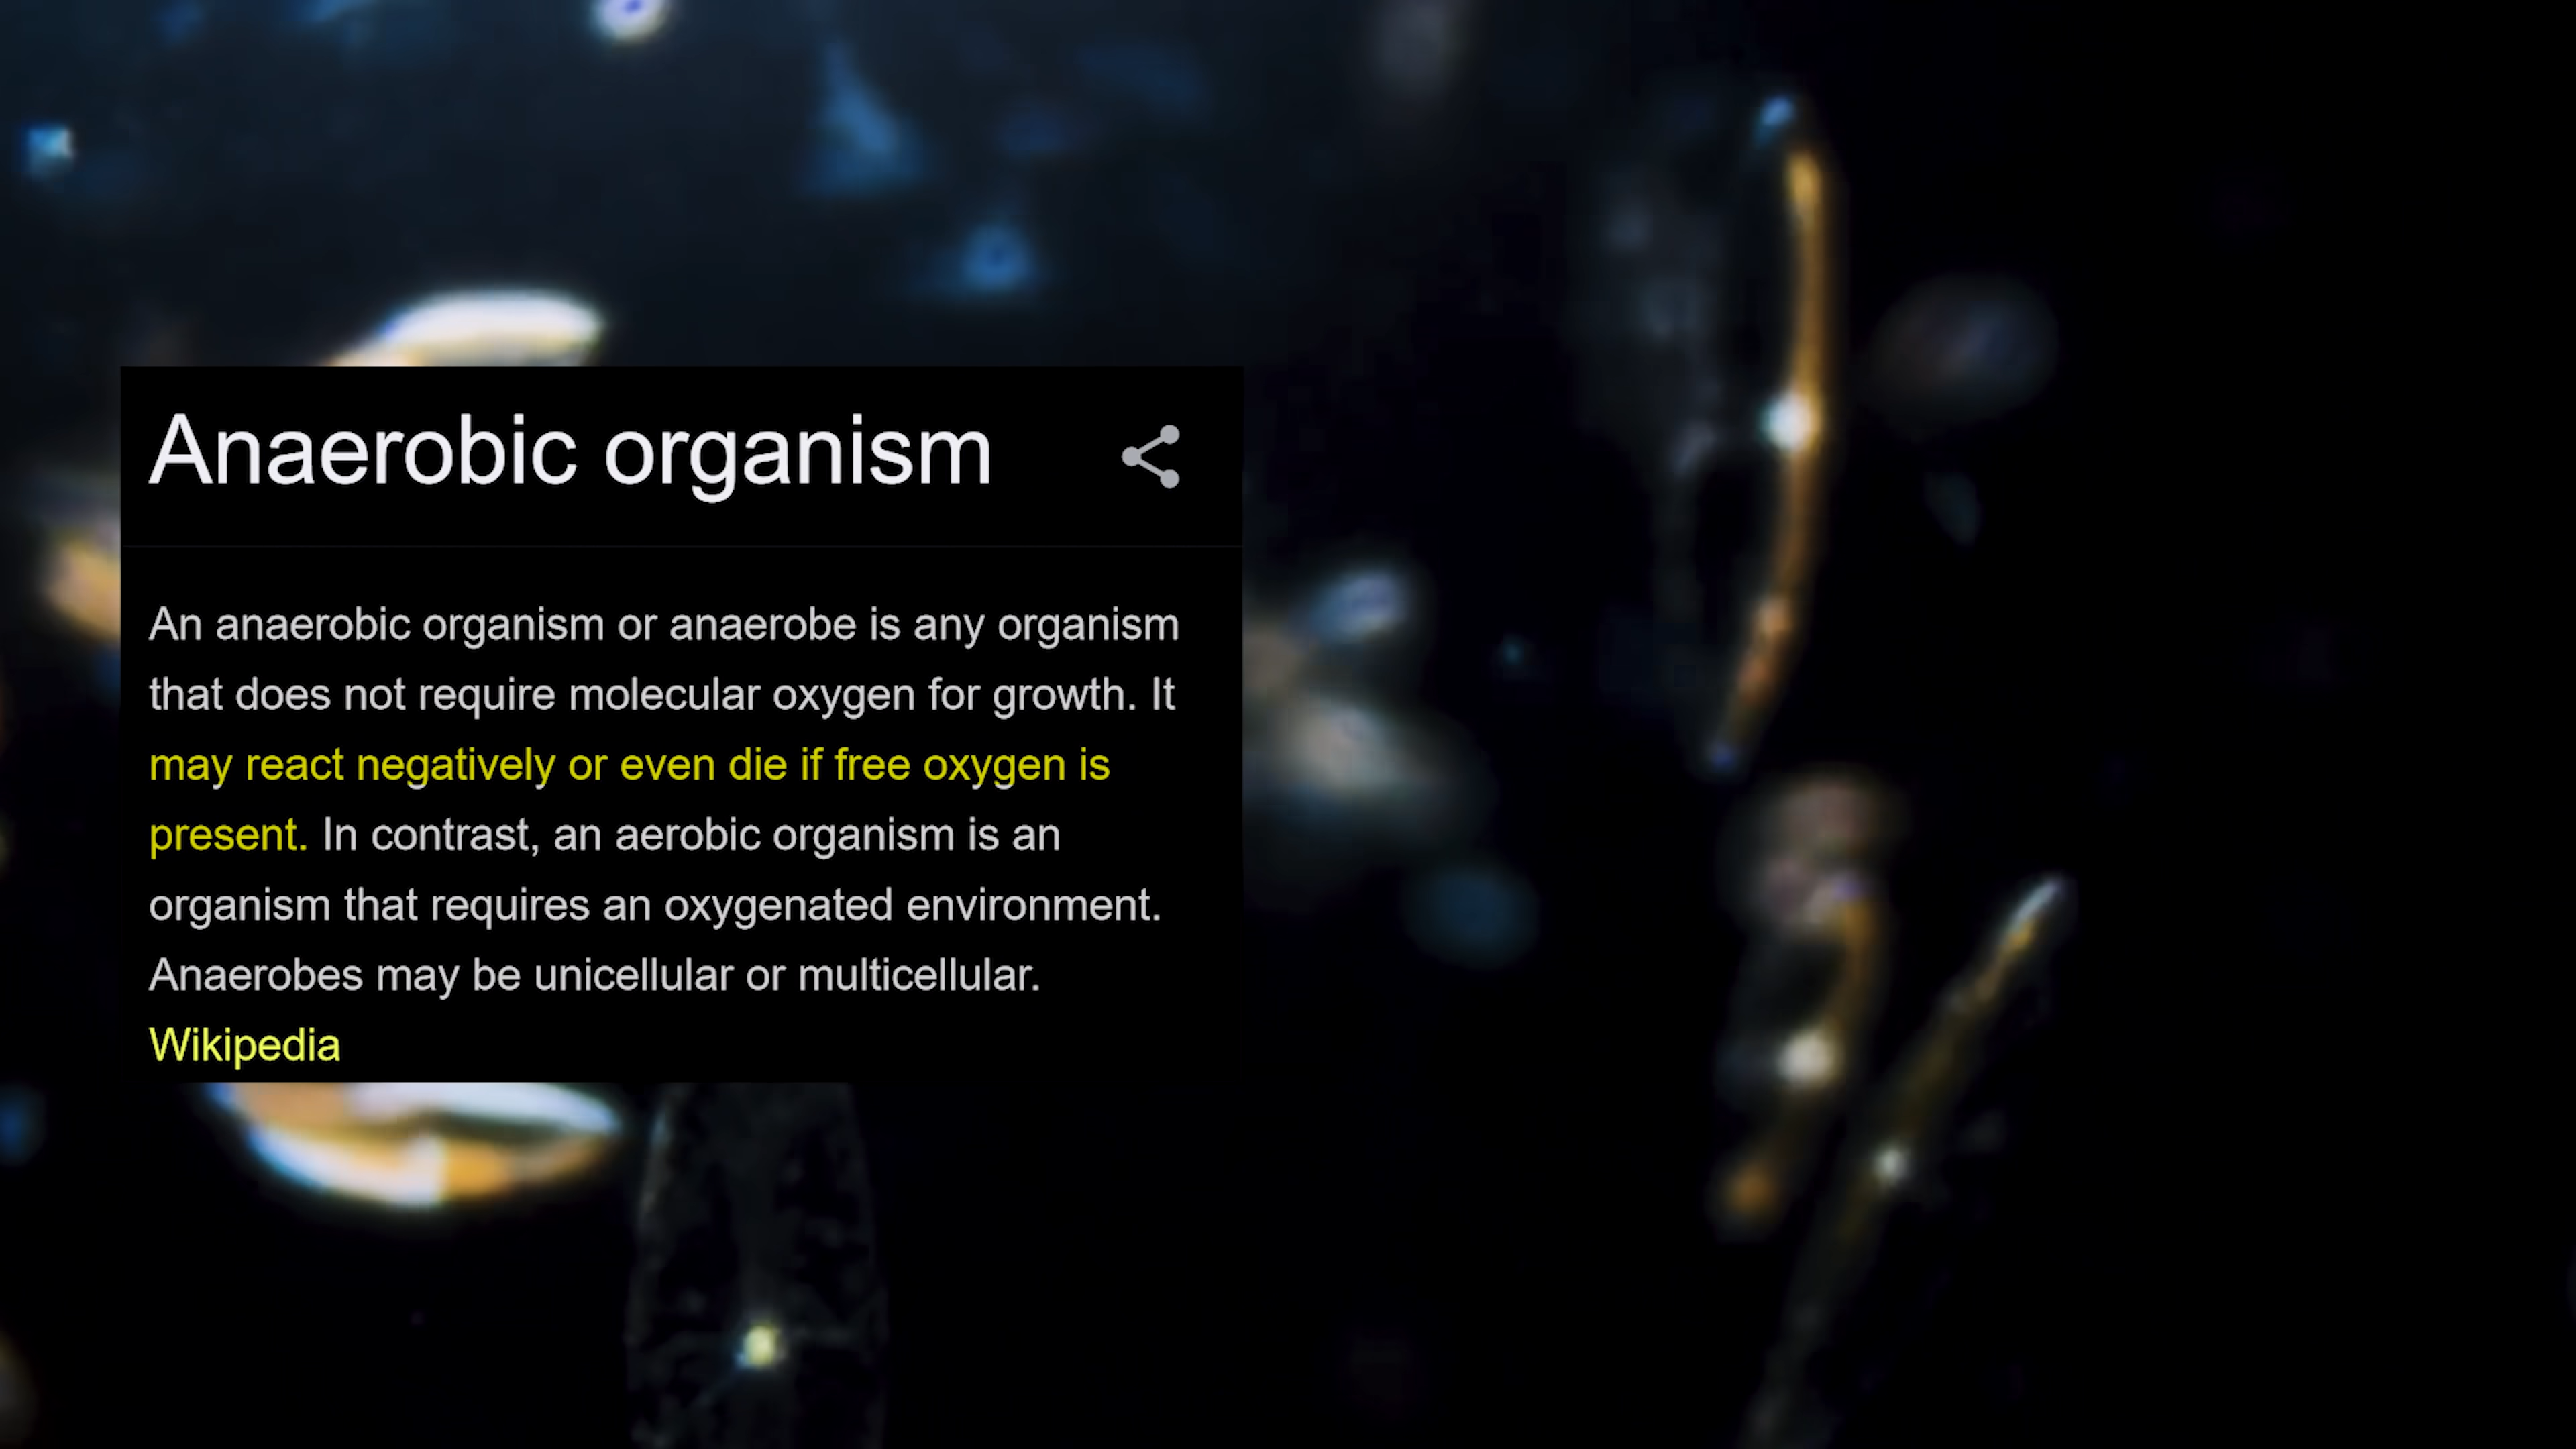 Anaerobic organism
An anaerobic organism or anaerobe is any organism
that does not require molecular oxygen for growth. It
may react negatively or even die if free oxygen is
present. In contrast, an aerobic organism is an
organism that requires an oxygenated environment.
Anaerobes may be unicellular or multicellular.
Wikipedia